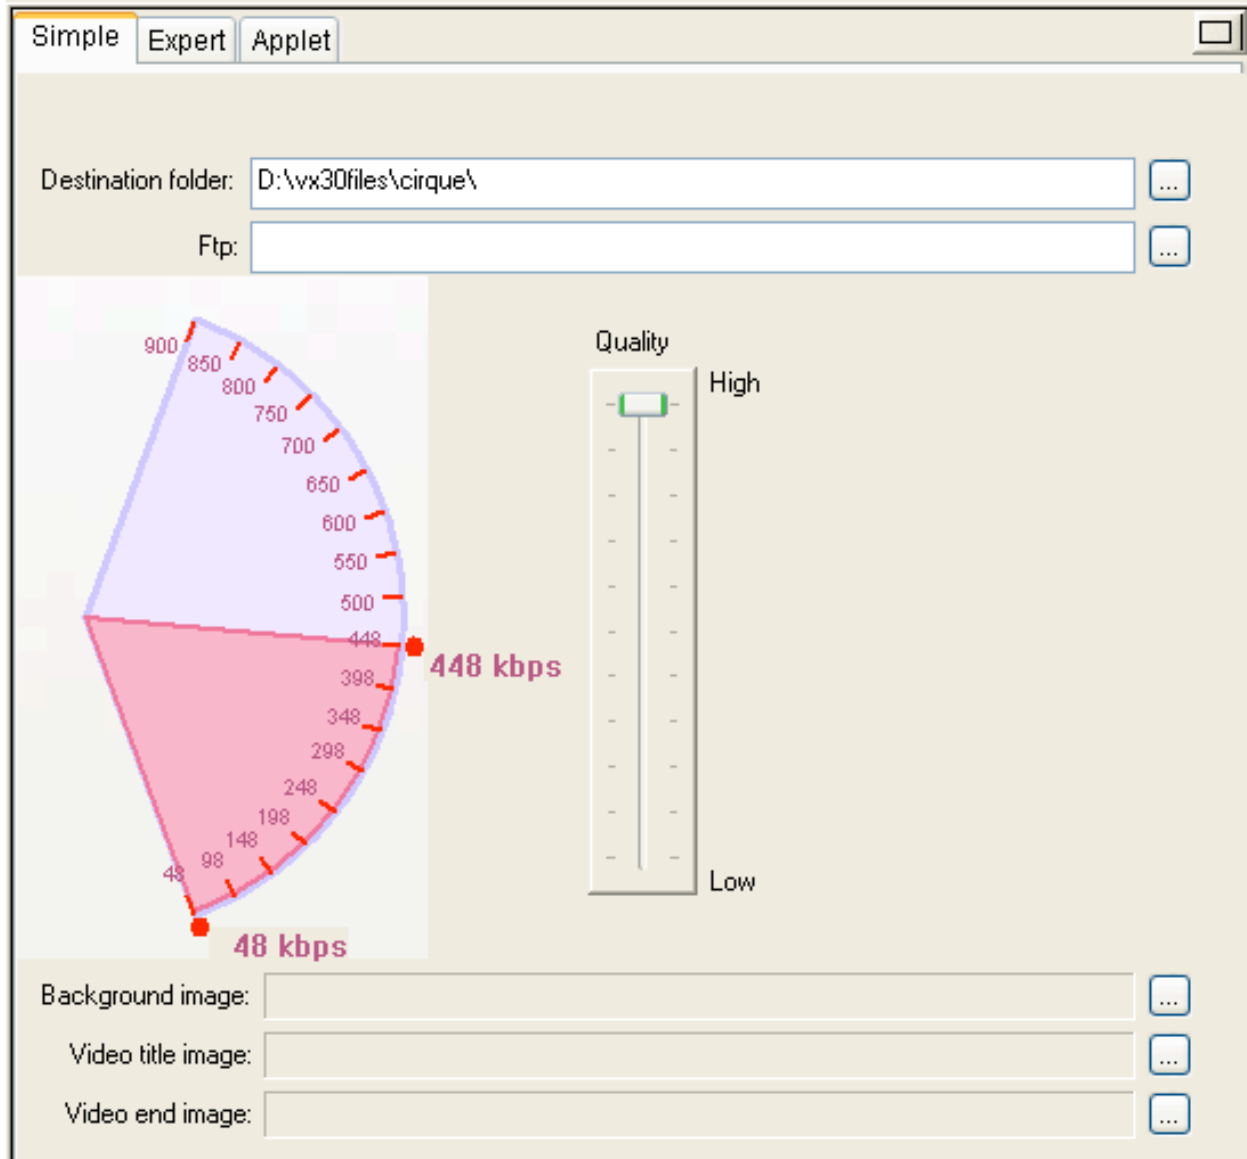 Simple Expert Applet
Destination folder: D:\vx30files\cirque\ ...
Ftp: ...
900
850
800
750
700
650
600
550
500
448
398
348
298
248
198
148
98
48
448 kbps
48 kbps
Quality
High
Low
Background image: ...
Video title image: ...
Video end image: ...